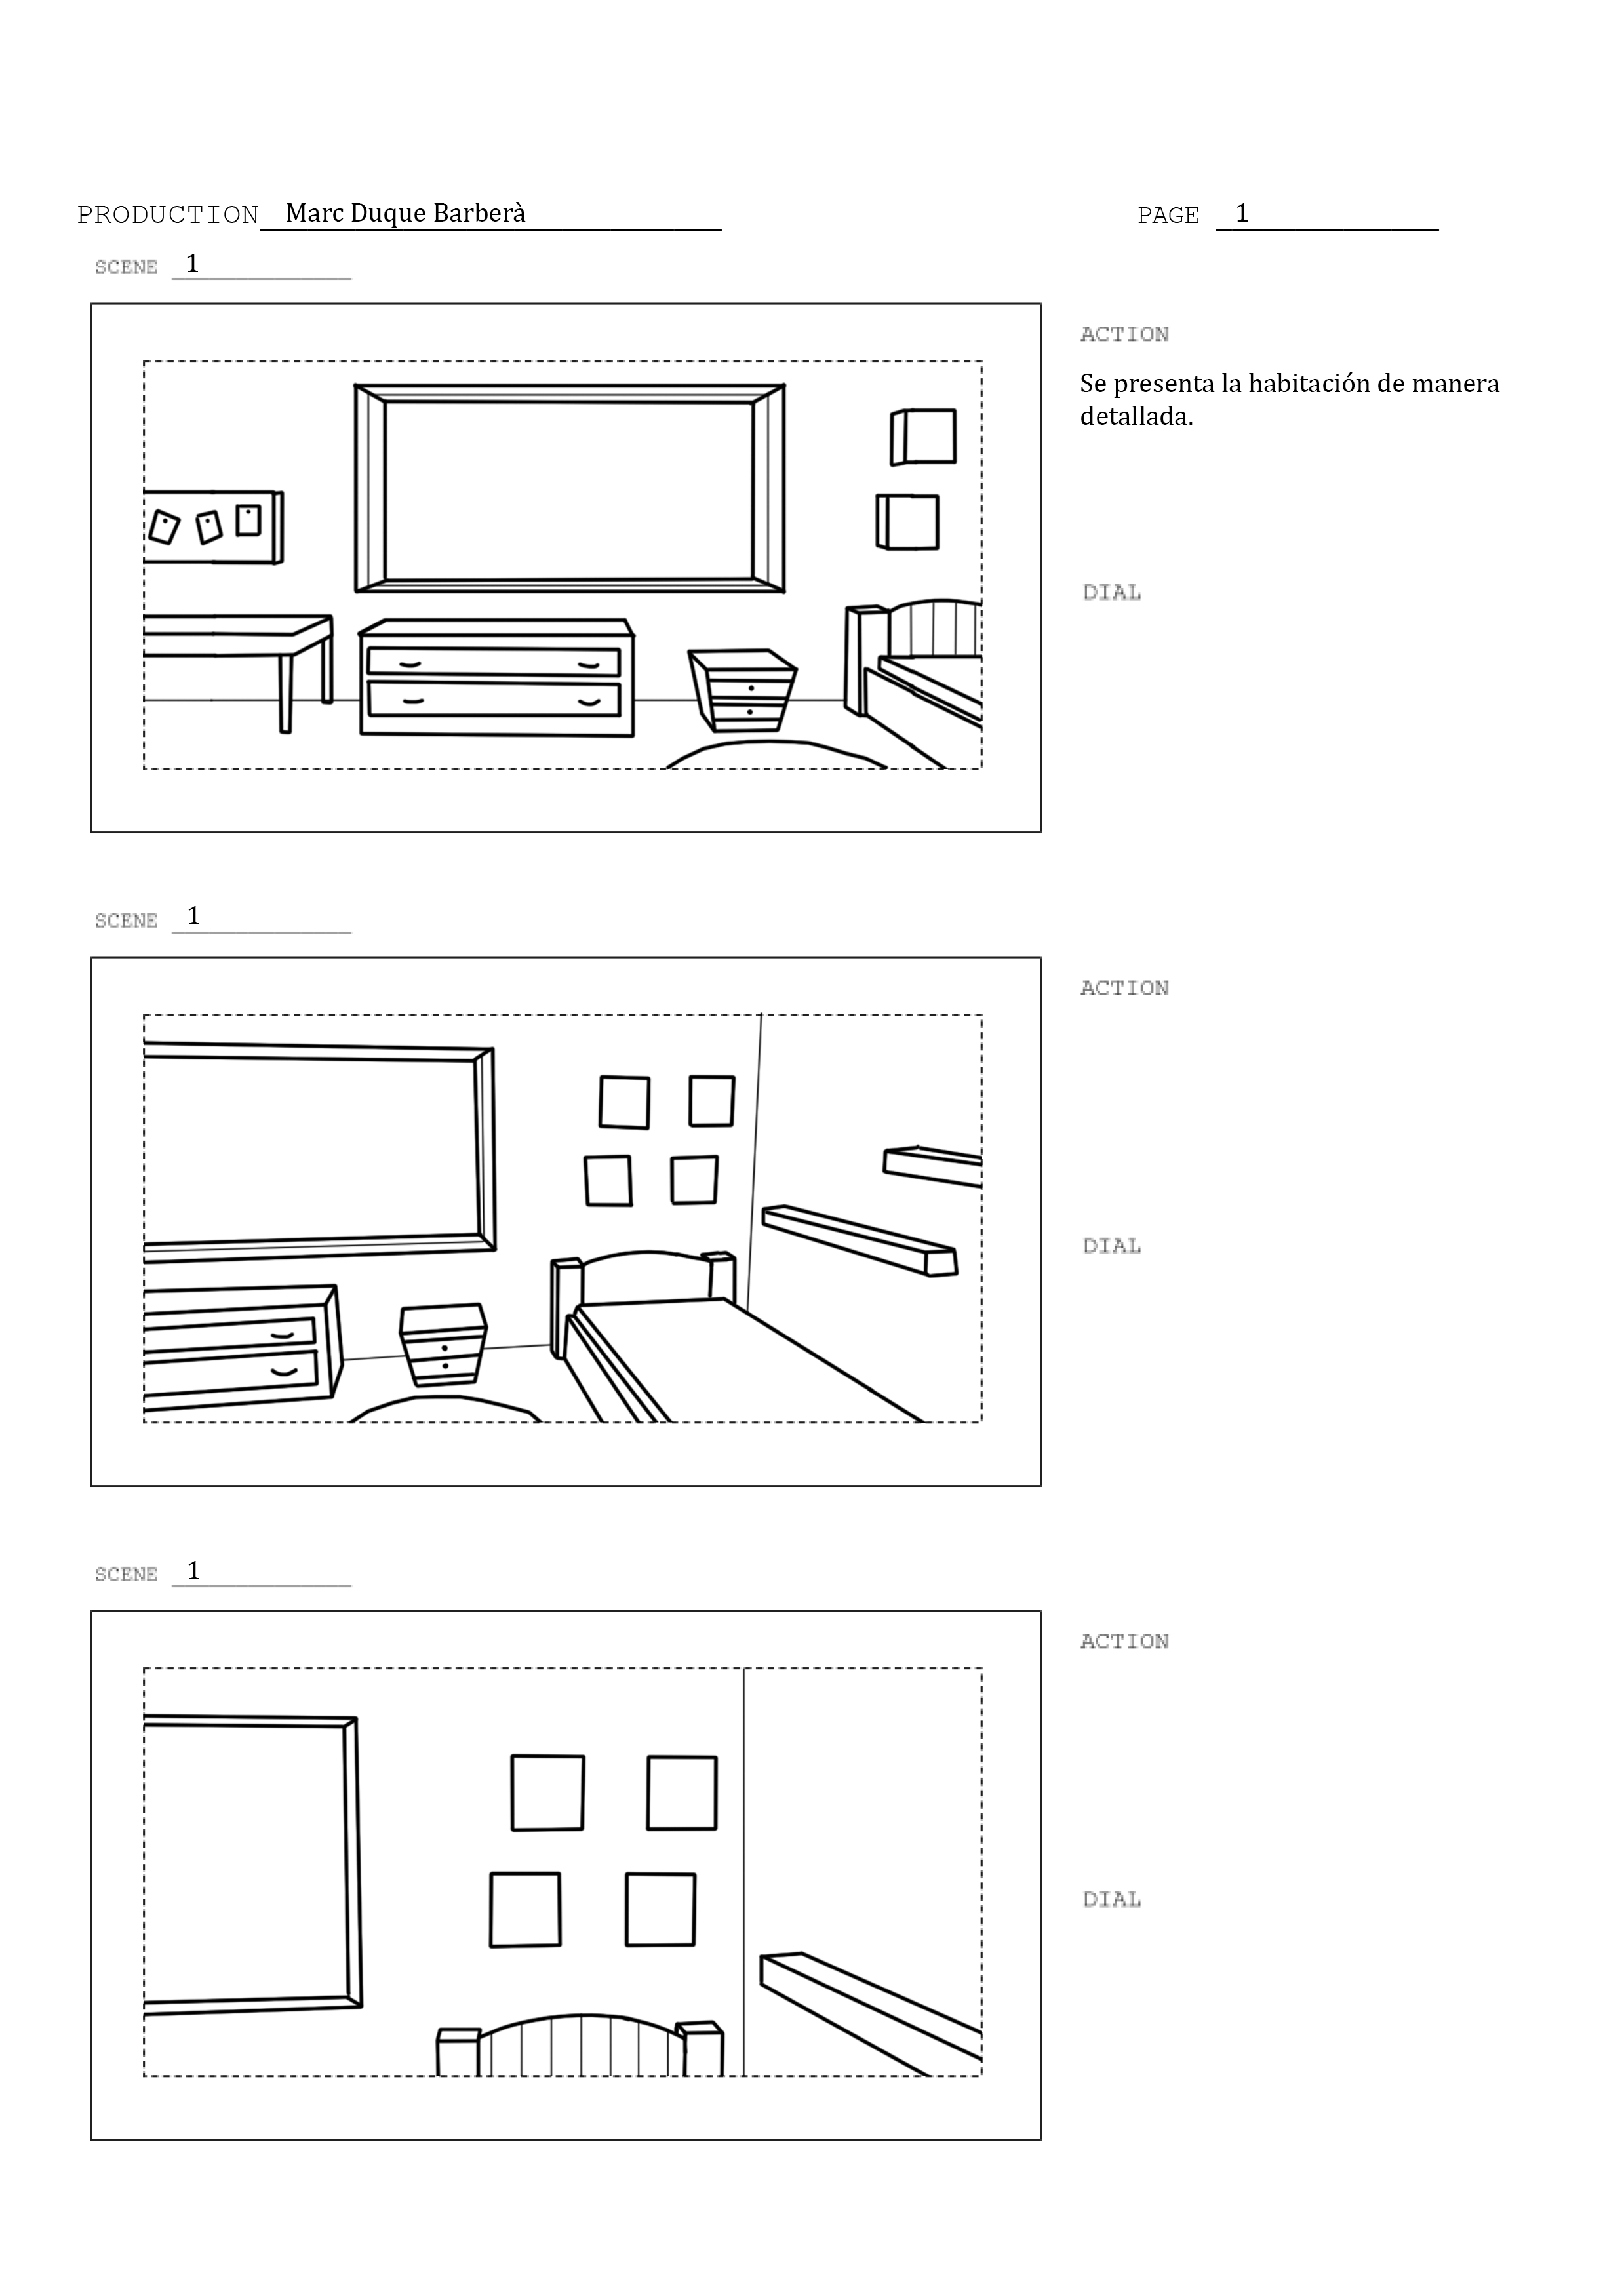 PRODUCTION Marc Duque Barberà PAGE 1
SCENE 1
ACTION
Se presenta la habitación de manera
detallada.
DIAL
SCENE 1
ACTION
DIAL
SCENE 1
ACTION
DIAL